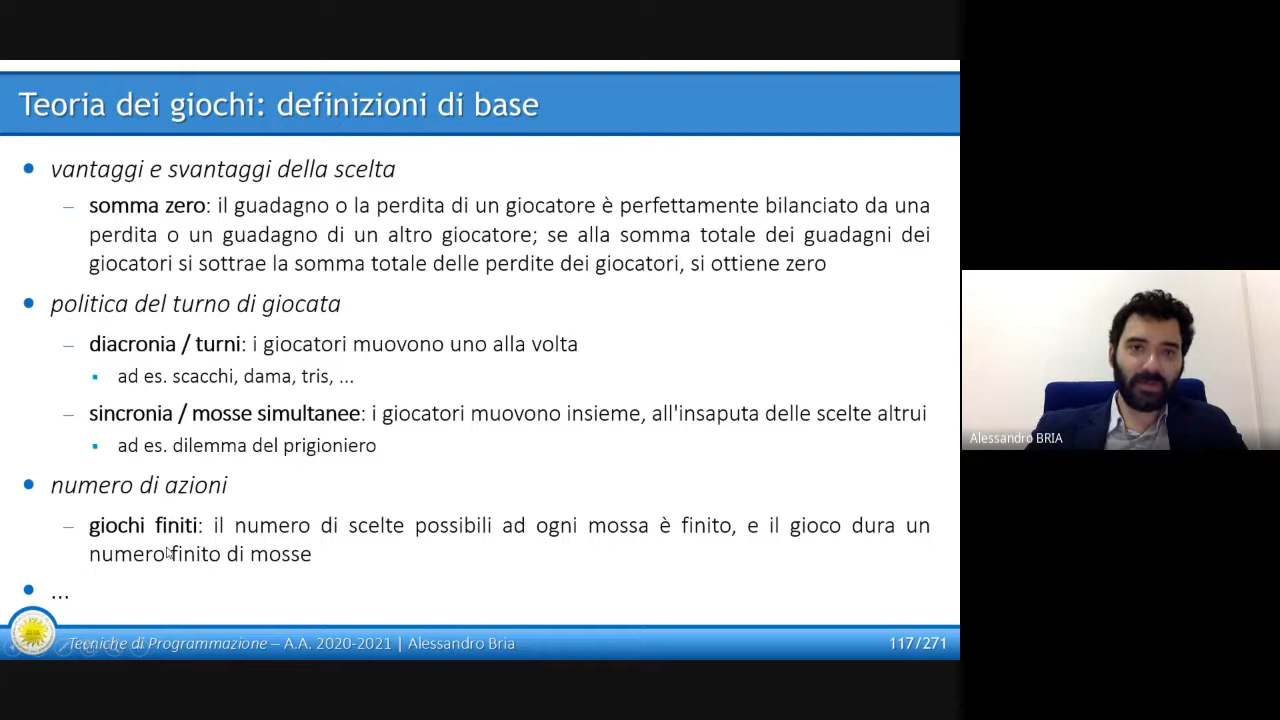 Teoria dei giochi: definizioni di base
• vantaggi e svantaggi della scelta
– somma zero: il guadagno o la perdita di un giocatore è perfettamente bilanciato da una
perdita o un guadagno di un altro giocatore; se alla somma totale dei guadagni dei
giocatori si sottrae la somma totale delle perdite dei giocatori, si ottiene zero
• politica del turno di giocata
– diacronia / turni: i giocatori muovono uno alla volta
▪ ad es. scacchi, dama, tris, ...
– sincronia / mosse simultanee: i giocatori muovono insieme, all'insaputa delle scelte altrui
▪ ad es. dilemma del prigioniero
• numero di azioni
– giochi finiti: il numero di scelte possibili ad ogni mossa è finito, e il gioco dura un
numero finito di mosse
• ...
Tecniche di Programmazione – A.A. 2020-2021 | Alessandro Bria
117/271
Alessandro BRIA